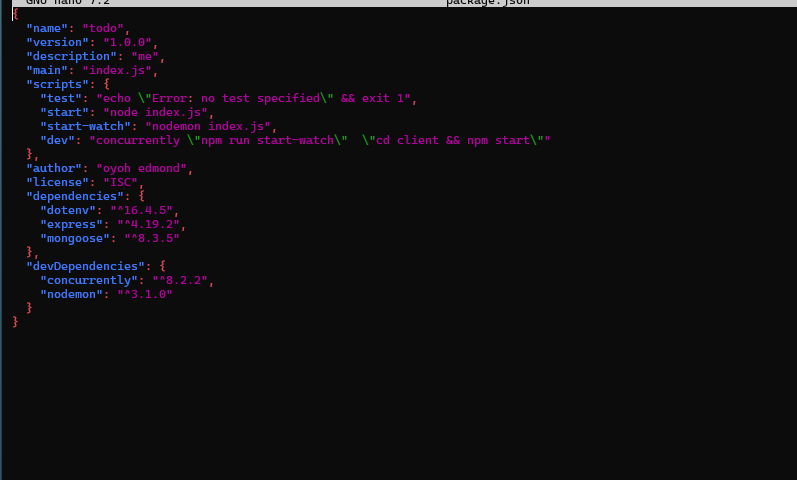 GNU nano 7.2 package.json
{
  "name": "todo",
  "version": "1.0.0",
  "description": "me",
  "main": "index.js",
  "scripts": {
    "test": "echo \"Error: no test specified\" && exit 1",
    "start": "node index.js",
    "start-watch": "nodemon index.js",
    "dev": "concurrently \"npm run start-watch\"  \"cd client && npm start\""
  },
  "author": "oyoh edmond",
  "license": "ISC",
  "dependencies": {
    "dotenv": "^16.4.5",
    "express": "^4.19.2",
    "mongoose": "^8.3.5"
  },
  "devDependencies": {
    "concurrently": "^8.2.2",
    "nodemon": "^3.1.0"
  }
}